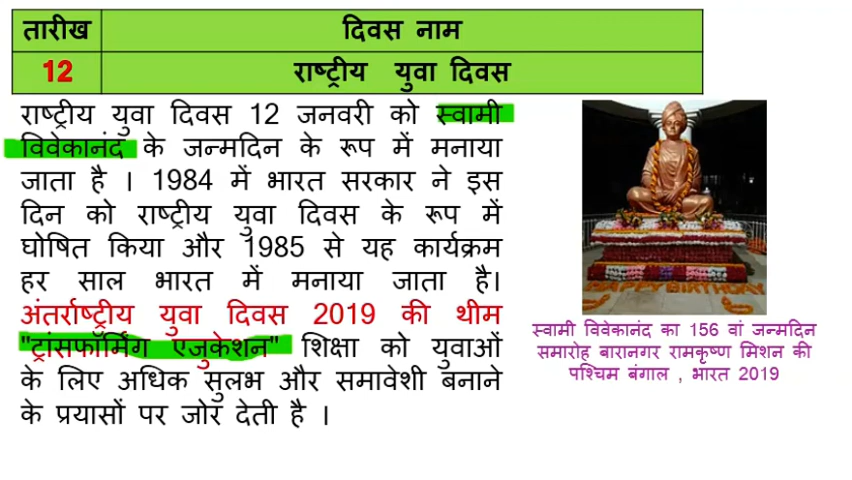 तारीख दिवस नाम
12 राष्ट्रीय युवा दिवस
राष्ट्रीय युवा दिवस 12 जनवरी को स्वामी
विवेकानंद के जन्मदिन के रूप में मनाया
जाता है । 1984 में भारत सरकार ने इस
दिन को राष्ट्रीय युवा दिवस के रूप में
घोषित किया और 1985 से यह कार्यक्रम
हर साल भारत में मनाया जाता है।
अंतर्राष्ट्रीय युवा दिवस 2019 की थीम
"ट्रांसफॉर्मिंग एजुकेशन" शिक्षा को युवाओं
के लिए अधिक सुलभ और समावेशी बनाने
के प्रयासों पर जोर देती है ।
HAPPY BIRTHDAY
स्वामी विवेकानंद का 156 वां जन्मदिन
समारोह बारानगर रामकृष्ण मिशन की
पश्चिम बंगाल , भारत 2019